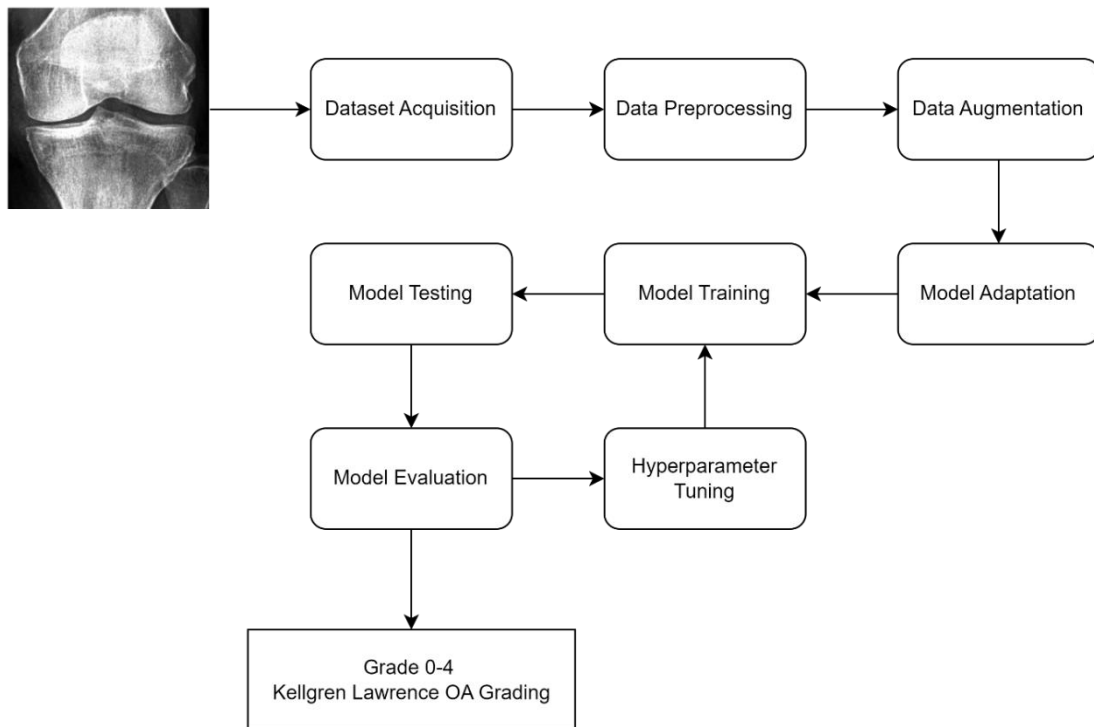 Dataset Acquisition
Data Preprocessing
Data Augmentation
Model Testing
Model Training
Model Adaptation
Model Evaluation
Hyperparameter
Tuning
Grade 0-4
Kellgren Lawrence OA Grading